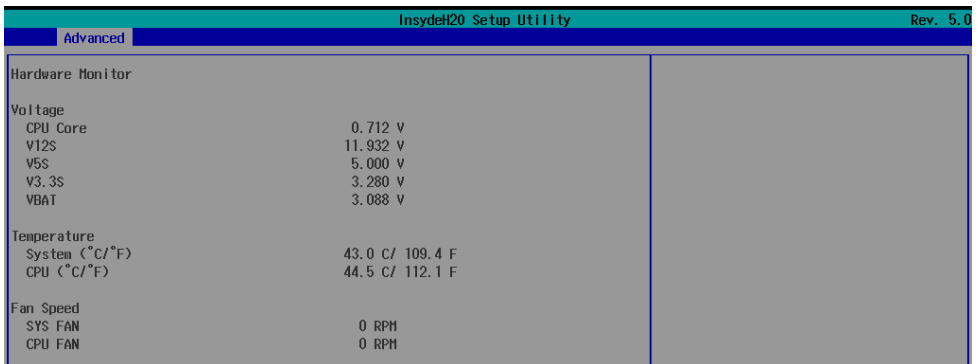 InsydeH20 Setup Utility Rev. 5.0
Advanced
Hardware Monitor
Voltage
CPU Core 0.712 V
V12S 11.932 V
V5S 5.000 V
V3.3S 3.280 V
VBAT 3.088 V
Temperature
System (°C/°F) 43.0 C/ 109.4 F
CPU (°C/°F) 44.5 C/ 112.1 F
Fan Speed
SYS FAN 0 RPM
CPU FAN 0 RPM